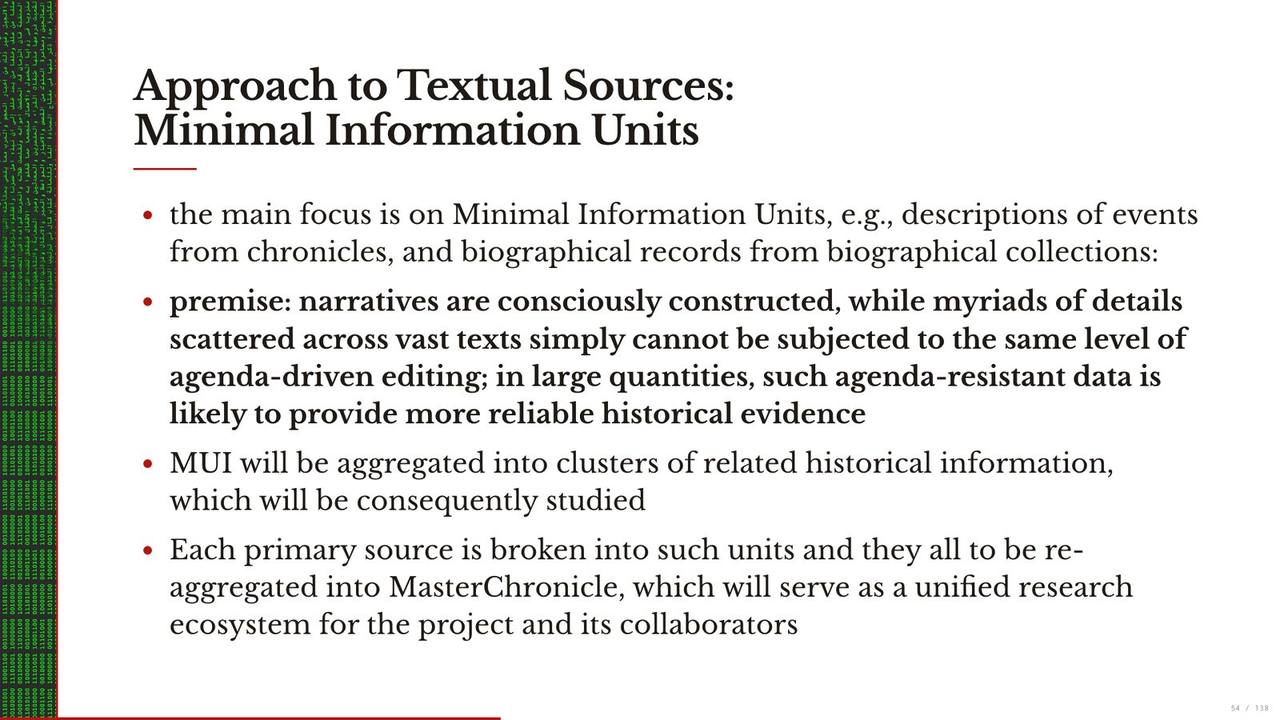 Approach to Textual Sources:
Minimal Information Units
• the main focus is on Minimal Information Units, e.g., descriptions of events
from chronicles, and biographical records from biographical collections:
• premise: narratives are consciously constructed, while myriads of details
scattered across vast texts simply cannot be subjected to the same level of
agenda-driven editing; in large quantities, such agenda-resistant data is
likely to provide more reliable historical evidence
• MUI will be aggregated into clusters of related historical information,
which will be consequently studied
• Each primary source is broken into such units and they all to be re-
aggregated into MasterChronicle, which will serve as a unified research
ecosystem for the project and its collaborators
54 / 138